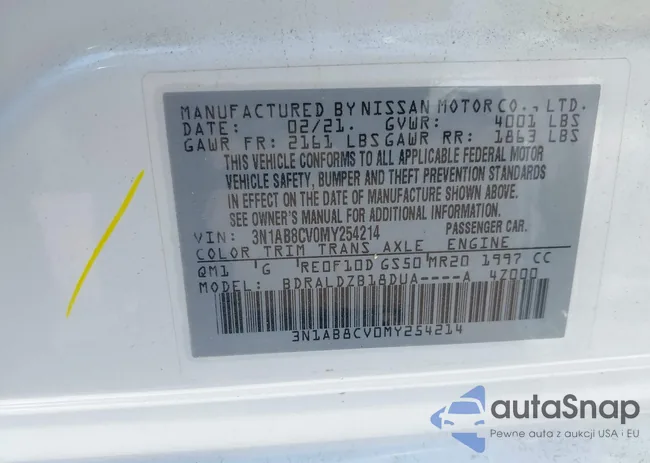 MANUFACTURED BY NISSAN MOTOR CO., LTD.
DATE: 02/21. GVWR: 4001 LBS
GAWR FR: 2161 LBS GAWR RR: 1863 LBS
THIS VEHICLE CONFORMS TO ALL APPLICABLE FEDERAL MOTOR
VEHICLE SAFETY, BUMPER AND THEFT PREVENTION STANDARDS
IN EFFECT ON THE DATE OF MANUFACTURE SHOWN ABOVE.
SEE OWNER'S MANUAL FOR ADDITIONAL INFORMATION.
VIN: 3N1AB8CV0MY254214 PASSENGER CAR.
COLOR TRIM TRANS AXLE ENGINE
QM1 G RE0F10D GS50 MR20 1997 CC
MODEL: BDRALDZB18DUA----A 4Z000
3N1AB8CV0MY254214
autaSnap
Pewne auta z aukcji USA i EU